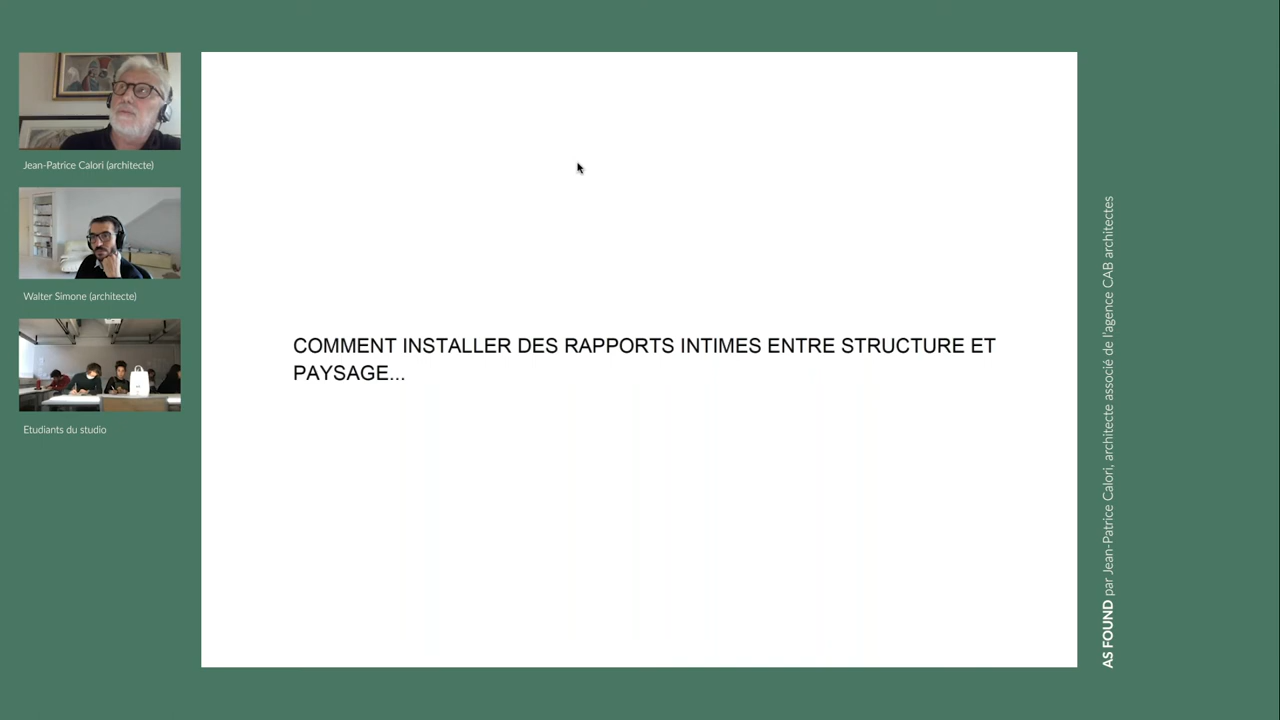 Jean-Patrice Calori (architecte)
Walter Simone (architecte)
Etudiants du studio
COMMENT INSTALLER DES RAPPORTS INTIMES ENTRE STRUCTURE ET
PAYSAGE...
AS FOUND par Jean-Patrice Calori, architecte associé de l'agence CAB architectes